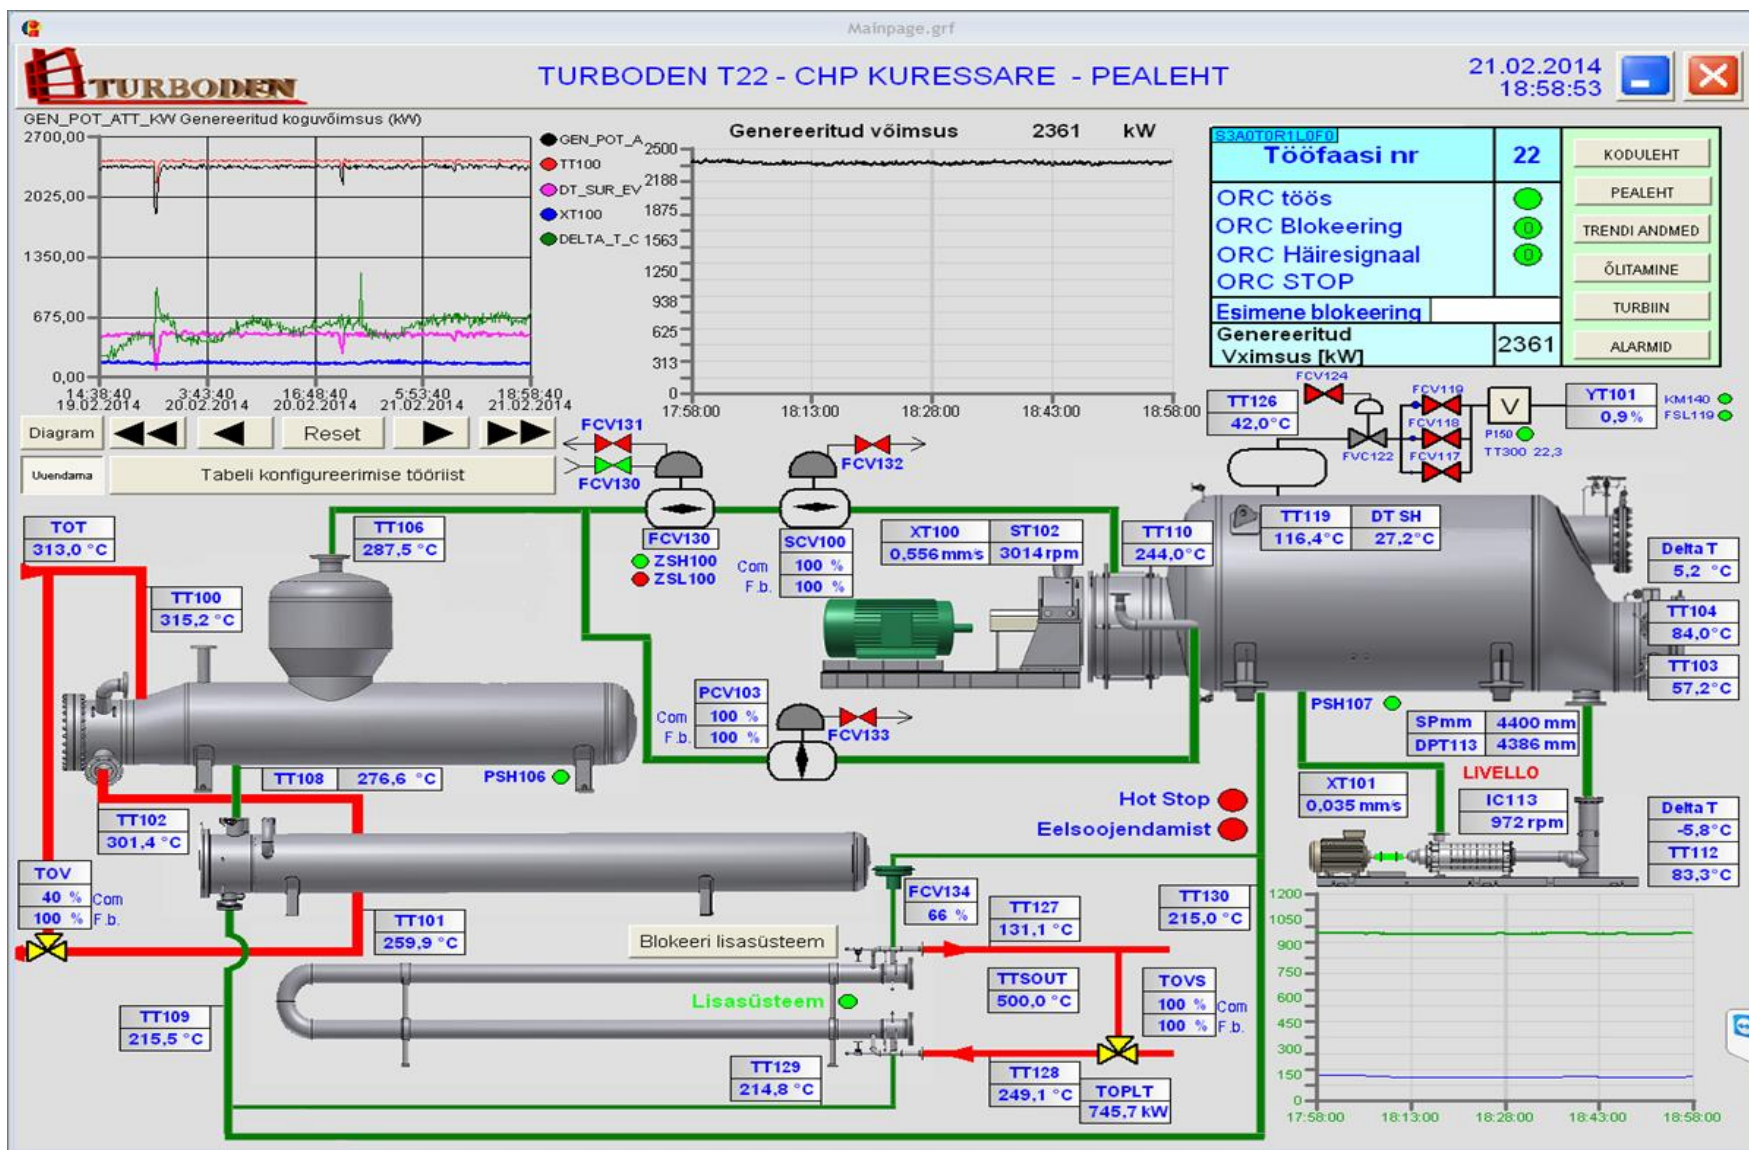 Mainpage.grf
TURBODEN
TURBODEN T22 - CHP KURESSARE - PEALEHT
21.02.2014
18:58:53
GEN_POT_ATT_KW Genereeritud koguvõimsus (kW)
2700,00
2025,00
1350,00
675,00
0,00
14:38:40 3:43:40 16:48:40 5:53:40 18:58:40
19.02.2014 20.02.2014 20.02.2014 21.02.2014 21.02.2014
GEN_POT_A
TT100
DT_SUR_EV
XT100
DELTA_T_C
Genereeritud võimsus 2361 kW
2500
2188
1875
1563
1250
938
625
313
0
17:58:00 18:13:00 18:28:00 18:43:00 18:58:00
S3A0T0R1L0F0
Tööfaasi nr 22
ORC töös
ORC Blokeering 0
ORC Häiresignaal 0
ORC STOP
Esimene blokeering
Genereeritud
Vximsus [kW] 2361
KODULEHT
PEALEHT
TRENDI ANDMED
ÕLITAMINE
TURBIIN
ALARMID
Diagram
Reset
Uuendama
Tabeli konfigureerimise tööriist
FCV131
FCV130
FCV132
FCV124
TT126
42,0°C
FVC122
FCV119
FCV118
FCV117
V
P150
TT300 22,3
YT101
0,9%
KM140
FSL119
TOT
313,0 °C
TT106
287,5 °C
FCV130
ZSH100
ZSL100
SCV100
Com 100 %
F.b. 100 %
XT100 ST102
0,556 mm/s 3014 rpm
TT110
244,0°C
TT119 DT SH
116,4°C 27,2°C
Delta T
5,2 °C
TT104
84,0°C
TT103
57,2°C
TT100
315,2 °C
PCV103
Com 100 %
F.b. 100 %
FCV133
PSH107
SPmm 4400 mm
DPT113 4386 mm
LIVELLO
TT108 276,6 °C
PSH106
TT102
301,4 °C
XT101
0,035 mm/s
IC113
972 rpm
Hot Stop
Eelsoojendamist
Delta T
-5,8°C
TT112
83,3°C
TOV
40 % Com
100 % F.b.
TT101
259,9 °C
FCV134
66 %
TT127
131,1 °C
TT130
215,0 °C
Blokeeri lisasüsteem
Lisasüsteem
TTSOUT
500,0 °C
TOVS
100 % Com
100 % F.b.
TT109
215,5 °C
TT129
214,8 °C
TT128
249,1 °C
TOPLT
745,7 kW
1200
1050
900
750
600
450
300
150
0
17:58:00 18:13:00 18:28:00 18:43:00 18:58:00